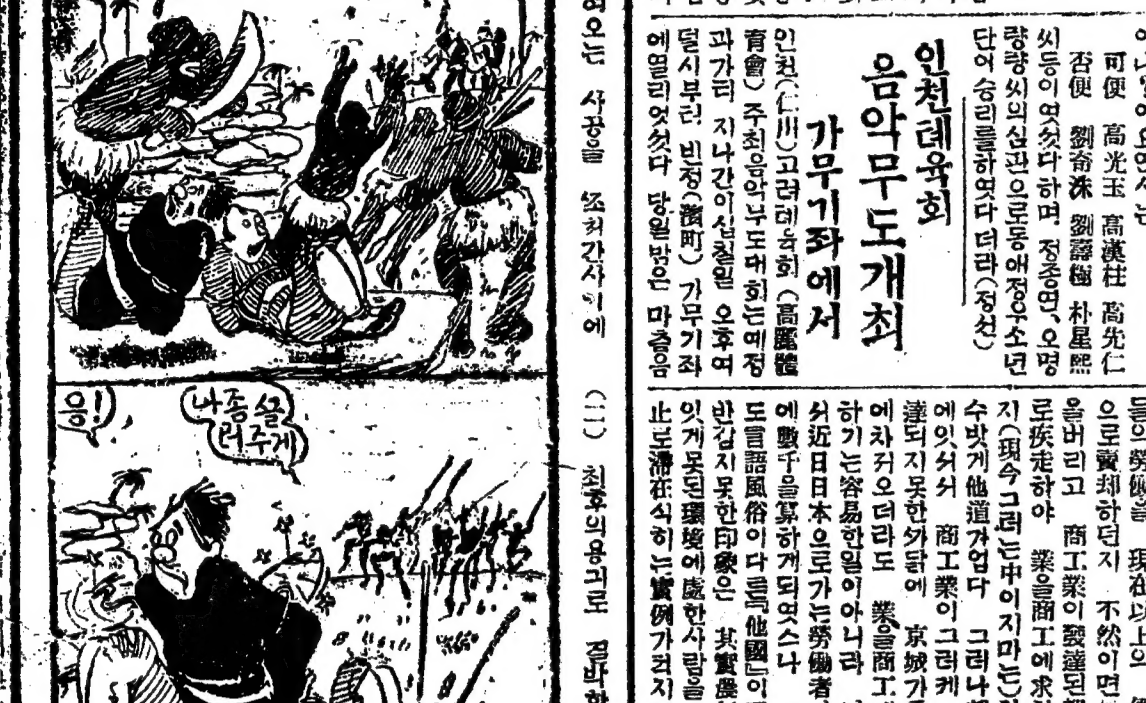 可便 高光玉 高漢柱 高先仁
否便 劉奇洙 劉壽極 朴星熙
씨등이엿섯다하며 정종연、오명
량량씨의심판으로동애정우소년
단이승리를하엿다더라(정선)
인천톄육회
음악무도개최
가무기좌에서
인천(仁川)고려톄육회(高麗體
育會)주최음악무도대회는예정
과가티 지나간이십칠일 오후여
덜시부터 빈정(濱町) 가무기좌
에열리엇섯다 당일밤은 마츰음
現在以上의
으로賣却하던지 不然이면
을버리고 商工業이發達된
로疾走하야 業을商工에求
지(現今그러는中이지마는)
수밧게他道가업다 그러나
에잇서서 商工業이그러케
達되지못한까닭에 京城가
에차저오더라도 業을商工
하기는容易한일이아니라
서近日日本으로가는勞働者
에數千을算하게되엿스나
도言語風俗이다른『他國』이
반갑지못한印象은 其實農
잇게못된環境에處한사람을
止로滯在식히는實例가컷지
여오는 사공을 꼬허간사이에
(二) 최후의용긔로 결박
나종 살
려주게
응!